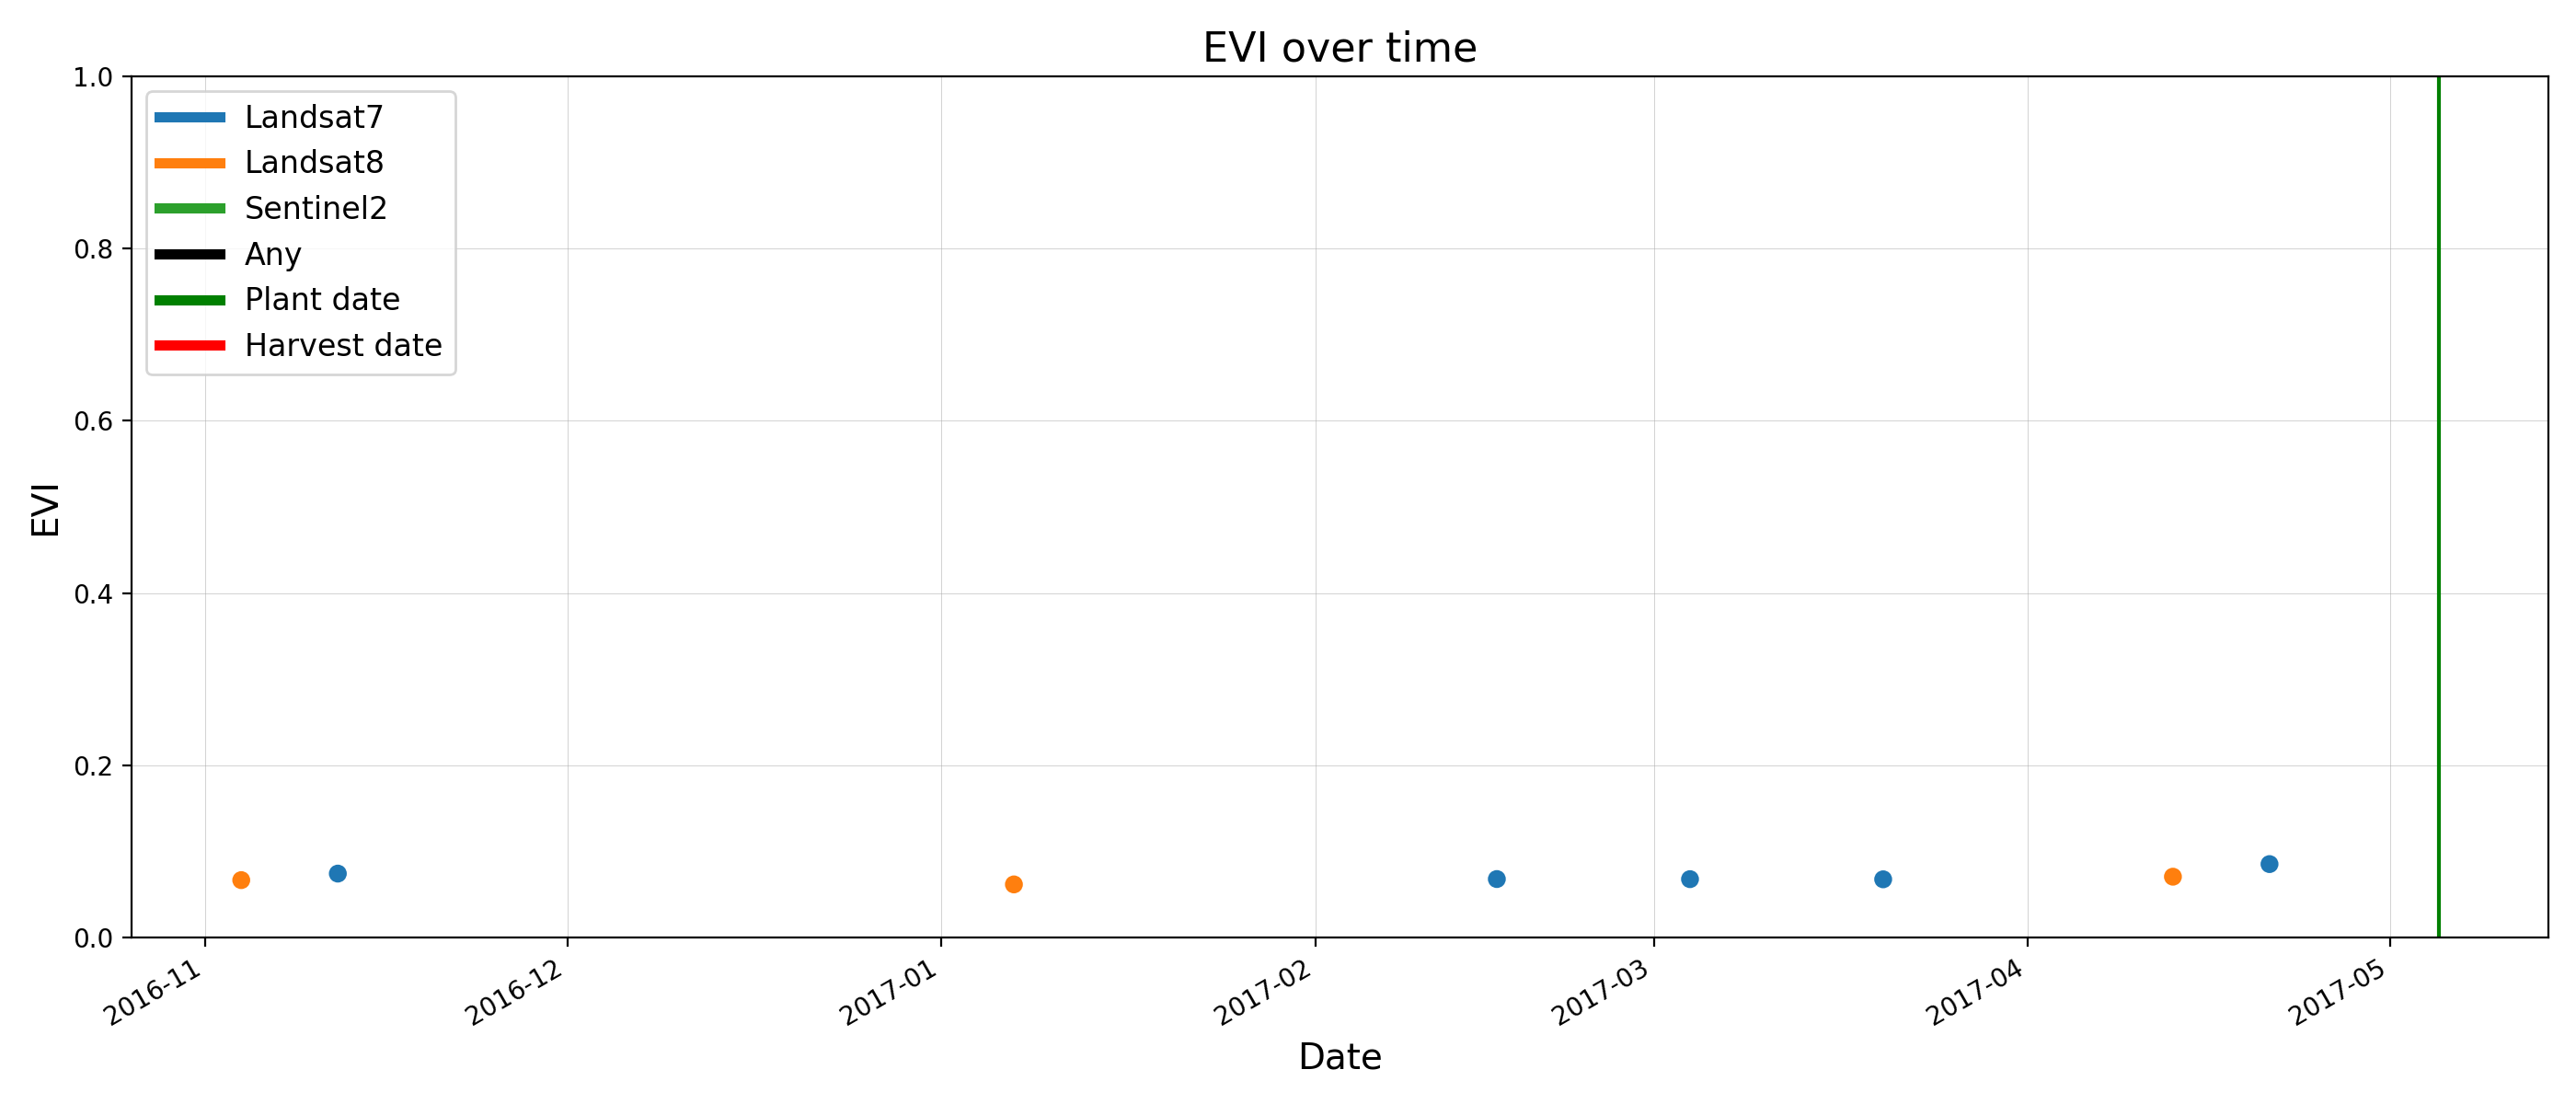 EVI over time
1.0
0.8
0.6
0.4
0.2
0.0
EVI
Landsat7
Landsat8
Sentinel2
Any
Plant date
Harvest date
2016-11
2016-12
2017-01
2017-02
2017-03
2017-04
2017-05
Date